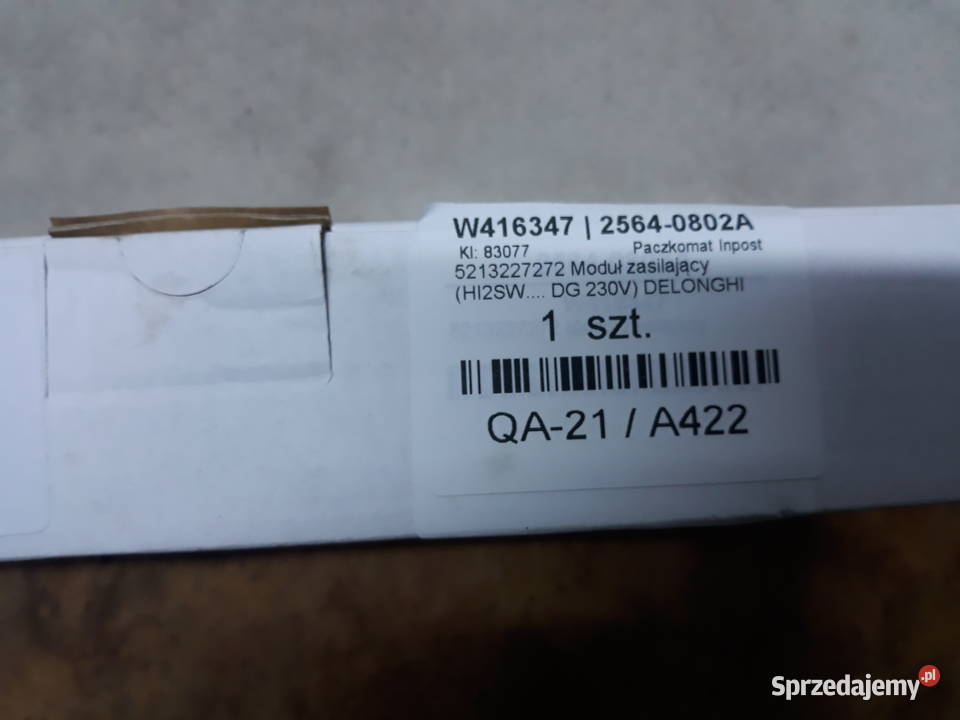 W416347 | 2564-0802A
KI: 83077 Paczkomat Inpost
5213227272 Moduł zasilający
(HI2SW.... DG 230V) DELONGHI
1 szt.
QA-21 / A422
Sprzedajemy.pl